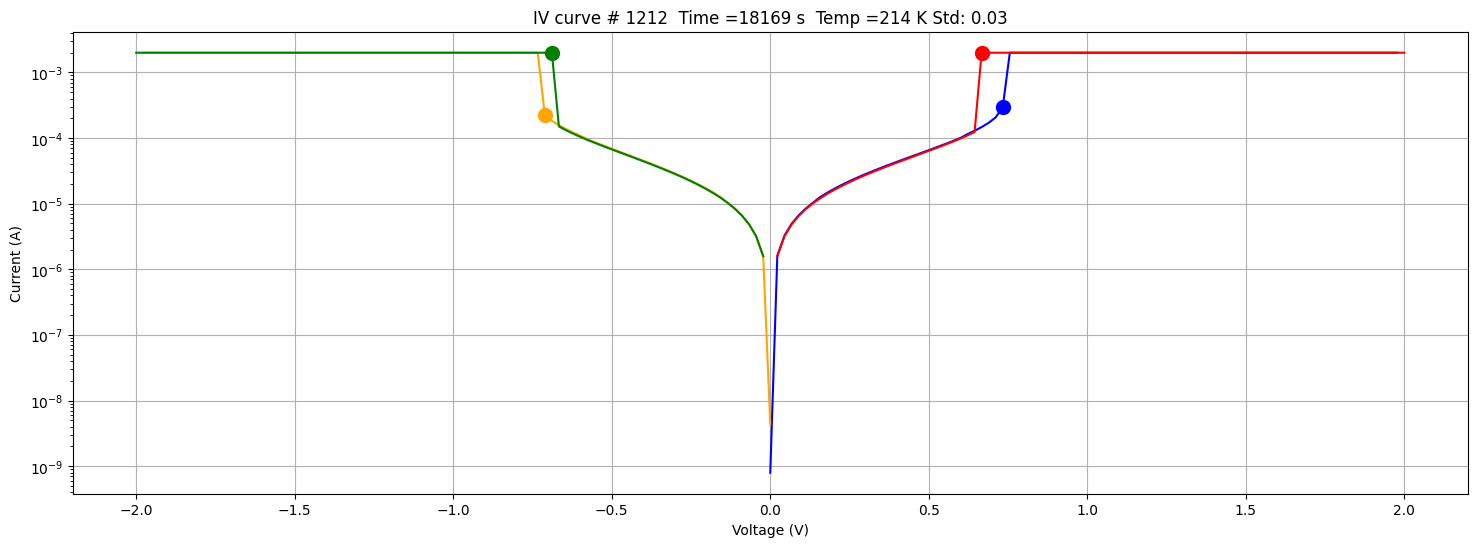 IV curve # 1212  Time =18169 s  Temp =214 K Std: 0.03
Current (A)
10⁻³
10⁻⁴
10⁻⁵
10⁻⁶
10⁻⁷
10⁻⁸
10⁻⁹
−2.0 −1.5 −1.0 −0.5 0.0 0.5 1.0 1.5 2.0
Voltage (V)